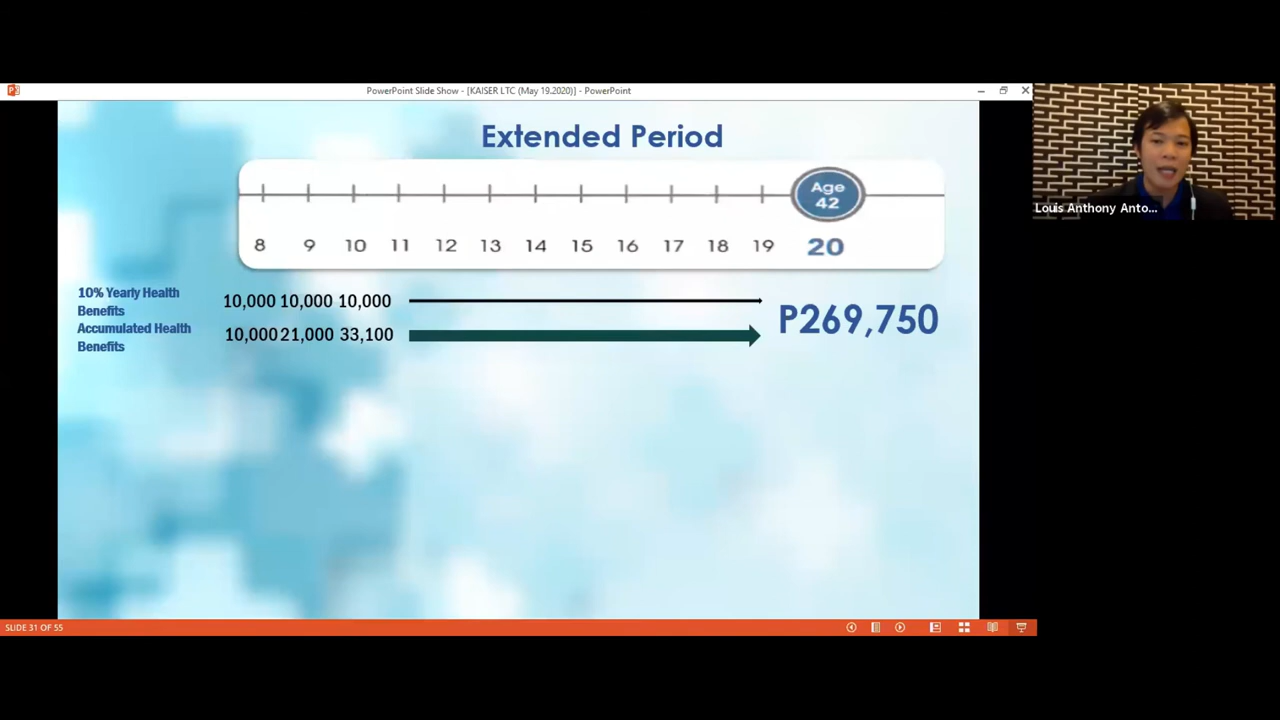 PowerPoint Slide Show - [KAISER LTC (May 19.2020)] - PowerPoint
Extended Period
Age
42
8 9 10 11 12 13 14 15 16 17 18 19 20
10% Yearly Health
Benefits
10,000 10,000 10,000
Accumulated Health
Benefits
10,000 21,000 33,100
P269,750
Louis Anthony Anto...
SLIDE 31 OF 55